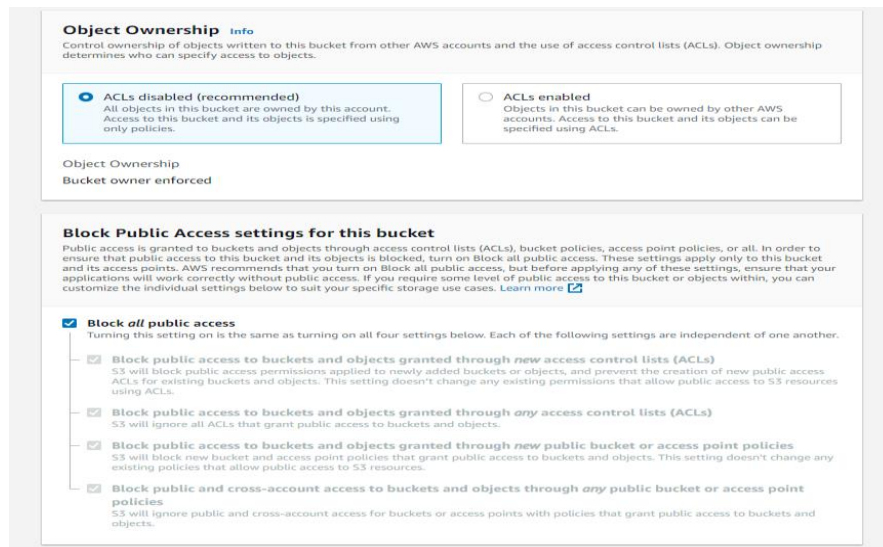 Object Ownership Info
Control ownership of objects written to this bucket from other AWS accounts and the use of access control lists (ACLs). Object ownership
determines who can specify access to objects.
ACLs disabled (recommended)
All objects in this bucket are owned by this account.
Access to this bucket and its objects is specified using
only policies.
ACLs enabled
Objects in this bucket can be owned by other AWS
accounts. Access to this bucket and its objects can be
specified using ACLs.
Object Ownership
Bucket owner enforced
Block Public Access settings for this bucket
Public access is granted to buckets and objects through access control lists (ACLs), bucket policies, access point policies, or all. In order to
ensure that public access to this bucket and its objects is blocked, turn on Block all public access. These settings apply only to this bucket
and its access points. AWS recommends that you turn on Block all public access, but before applying any of these settings, ensure that your
applications will work correctly without public access. If you require some level of public access to this bucket or objects within, you can
customize the individual settings below to suit your specific storage use cases. Learn more
Block all public access
Turning this setting on is the same as turning on all four settings below. Each of the following settings are independent of one another.
Block public access to buckets and objects granted through new access control lists (ACLs)
S3 will block public access permissions applied to newly added buckets or objects, and prevent the creation of new public access
ACLs for existing buckets and objects. This setting doesn't change any existing permissions that allow public access to S3 resources
using ACLs.
Block public access to buckets and objects granted through any access control lists (ACLs)
S3 will ignore all ACLs that grant public access to buckets and objects.
Block public access to buckets and objects granted through new public bucket or access point policies
S3 will block new bucket and access point policies that grant public access to buckets and objects. This setting doesn't change any
existing policies that allow public access to S3 resources.
Block public and cross-account access to buckets and objects through any public bucket or access point
policies
S3 will ignore public and cross-account access for buckets or access points with policies that grant public access to buckets and
objects.